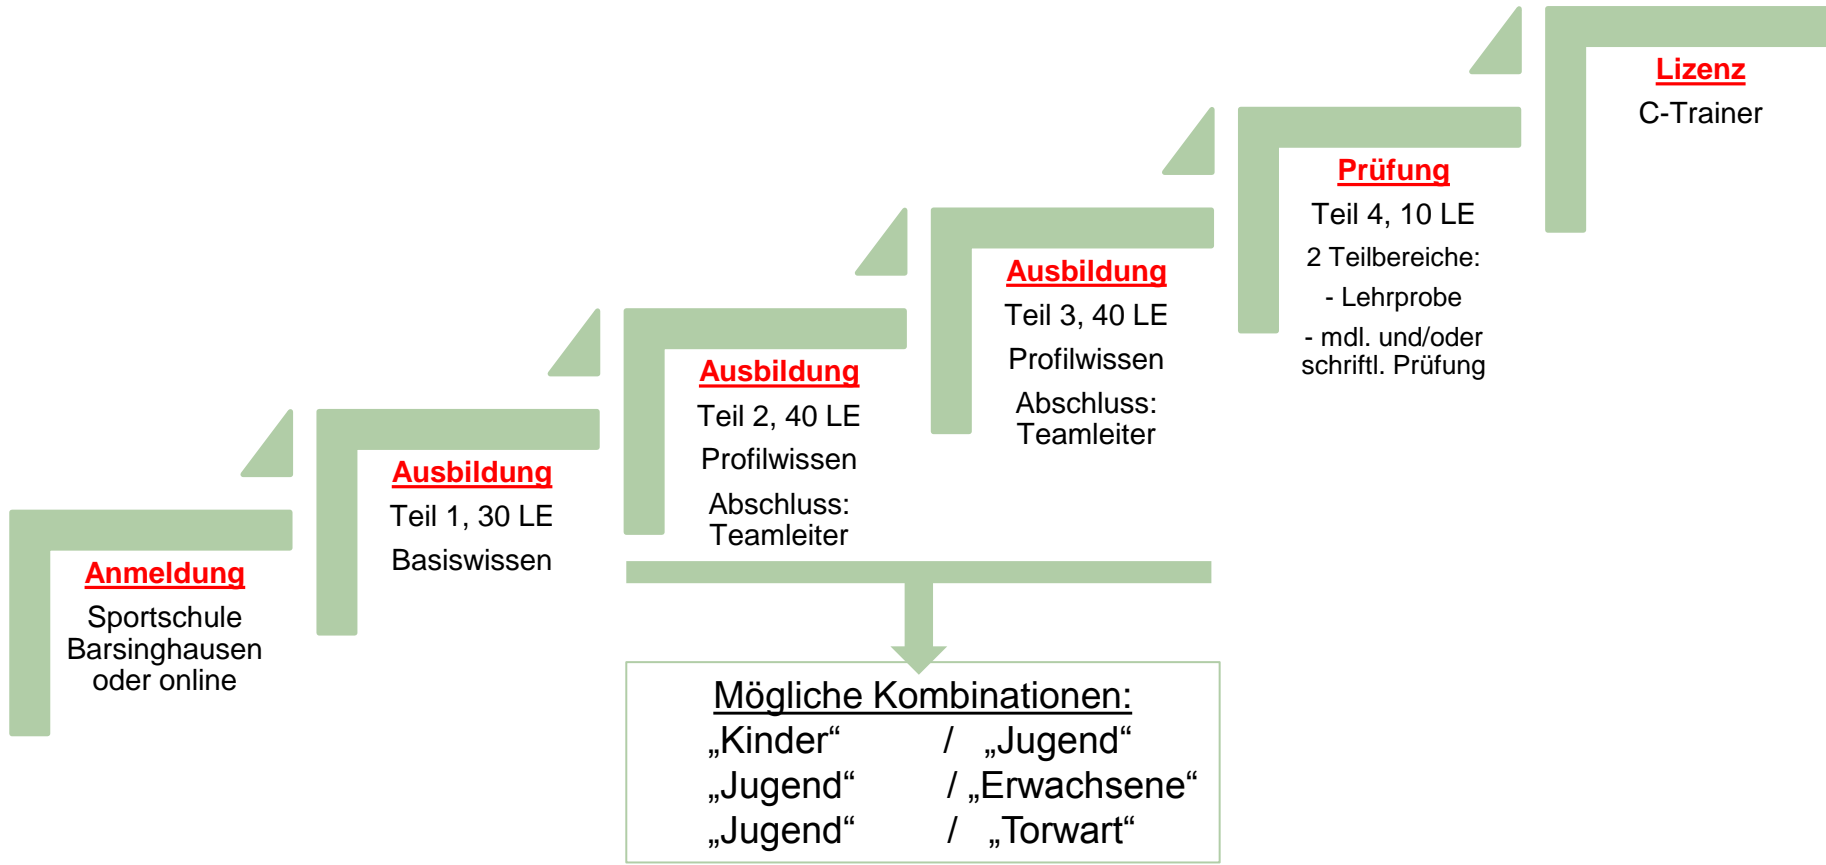 Anmeldung
Sportschule
Barsinghausen
oder online
Ausbildung
Teil 1, 30 LE
Basiswissen
Ausbildung
Teil 2, 40 LE
Profilwissen
Abschluss:
Teamleiter
Ausbildung
Teil 3, 40 LE
Profilwissen
Abschluss:
Teamleiter
Prüfung
Teil 4, 10 LE
2 Teilbereiche:
- Lehrprobe
- mdl. und/oder
schriftl. Prüfung
Lizenz
C-Trainer
Mögliche Kombinationen:
„Kinder“ / „Jugend“
„Jugend“ / „Erwachsene“
„Jugend“ / „Torwart“